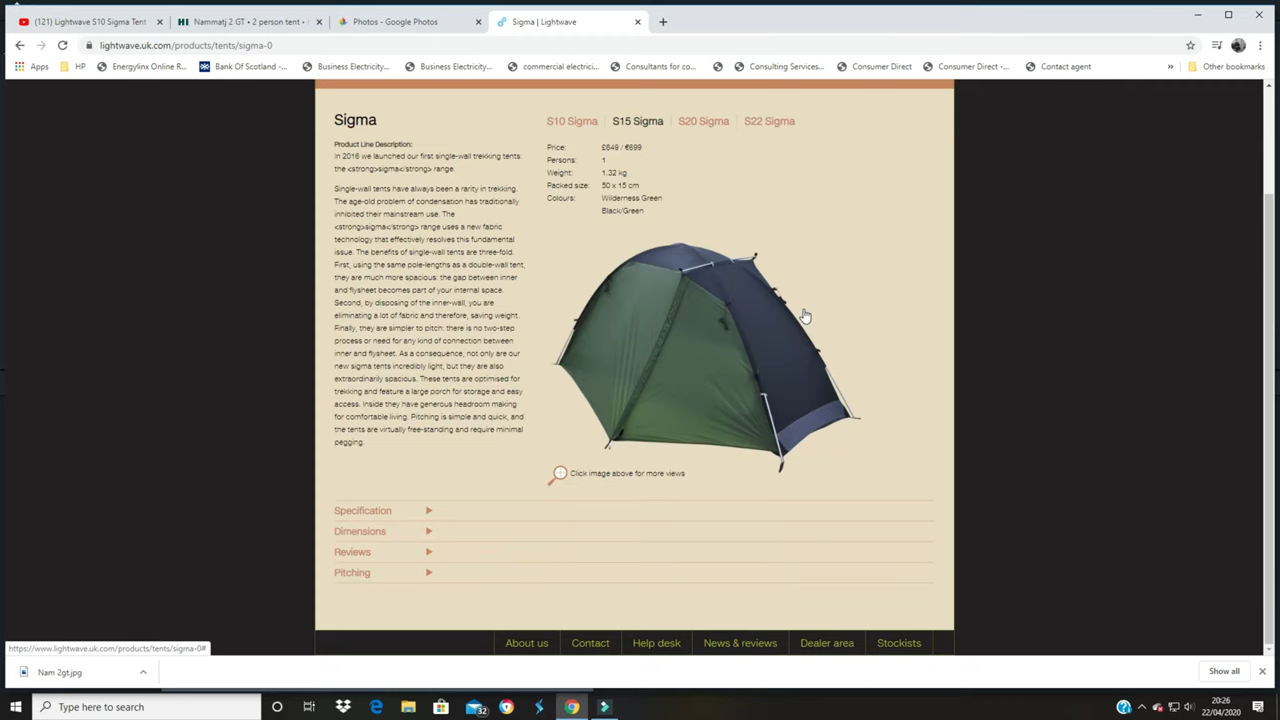 (121) Lightwave S10 Sigma Tent
Nammatj 2 GT • 2 person tent •
Photos - Google Photos
Sigma | Lightwave
lightwave.uk.com/products/tents/sigma-0
Apps
HP
Energylinx Online R...
Bank Of Scotland -...
Business Electricity...
Business Electricity...
commercial electrici...
Consultants for co...
Consulting Services...
Consumer Direct
Consumer Direct -...
Contact agent
»
Other bookmarks
Sigma
Product Line Description:
In 2016 we launched our first single-wall trekking tents:
the <strong>sigma</strong> range.
Single-wall tents have always been a rarity in trekking.
The age-old problem of condensation has traditionally
inhibited their mainstream use. The
<strong>sigma</strong> range uses a new fabric
technology that effectively resolves this fundamental
issue. The benefits of single-wall tents are three-fold.
First, using the same pole-lengths as a double-wall tent,
they are much more spacious: the gap between inner
and flysheet becomes part of your internal space.
Second, by disposing of the inner-wall, you are
eliminating a lot of fabric and therefore, saving weight.
Finally, they are simpler to pitch: there is no two-step
process or need for any kind of connection between
inner and flysheet. As a consequence, not only are our
new sigma tents incredibly light, but they are also
extraordinarily spacious. These tents are optimised for
trekking and feature a large porch for storage and easy
access. Inside they have generous headroom making
for comfortable living. Pitching is simple and quick, and
the tents are virtually free-standing and require minimal
pegging.
S10 Sigma
S15 Sigma
S20 Sigma
S22 Sigma
Price: £649 / €699
Persons: 1
Weight: 1.32 kg
Packed size: 50 x 15 cm
Colours: Wilderness Green
Black/Green
Click image above for more views
Specification
Dimensions
Reviews
Pitching
About us
Contact
Help desk
News & reviews
Dealer area
Stockists
https://www.lightwave.uk.com/products/tents/sigma-0#
Nam 2gt.jpg
Show all
Type here to search
32
20:26
22/04/2020